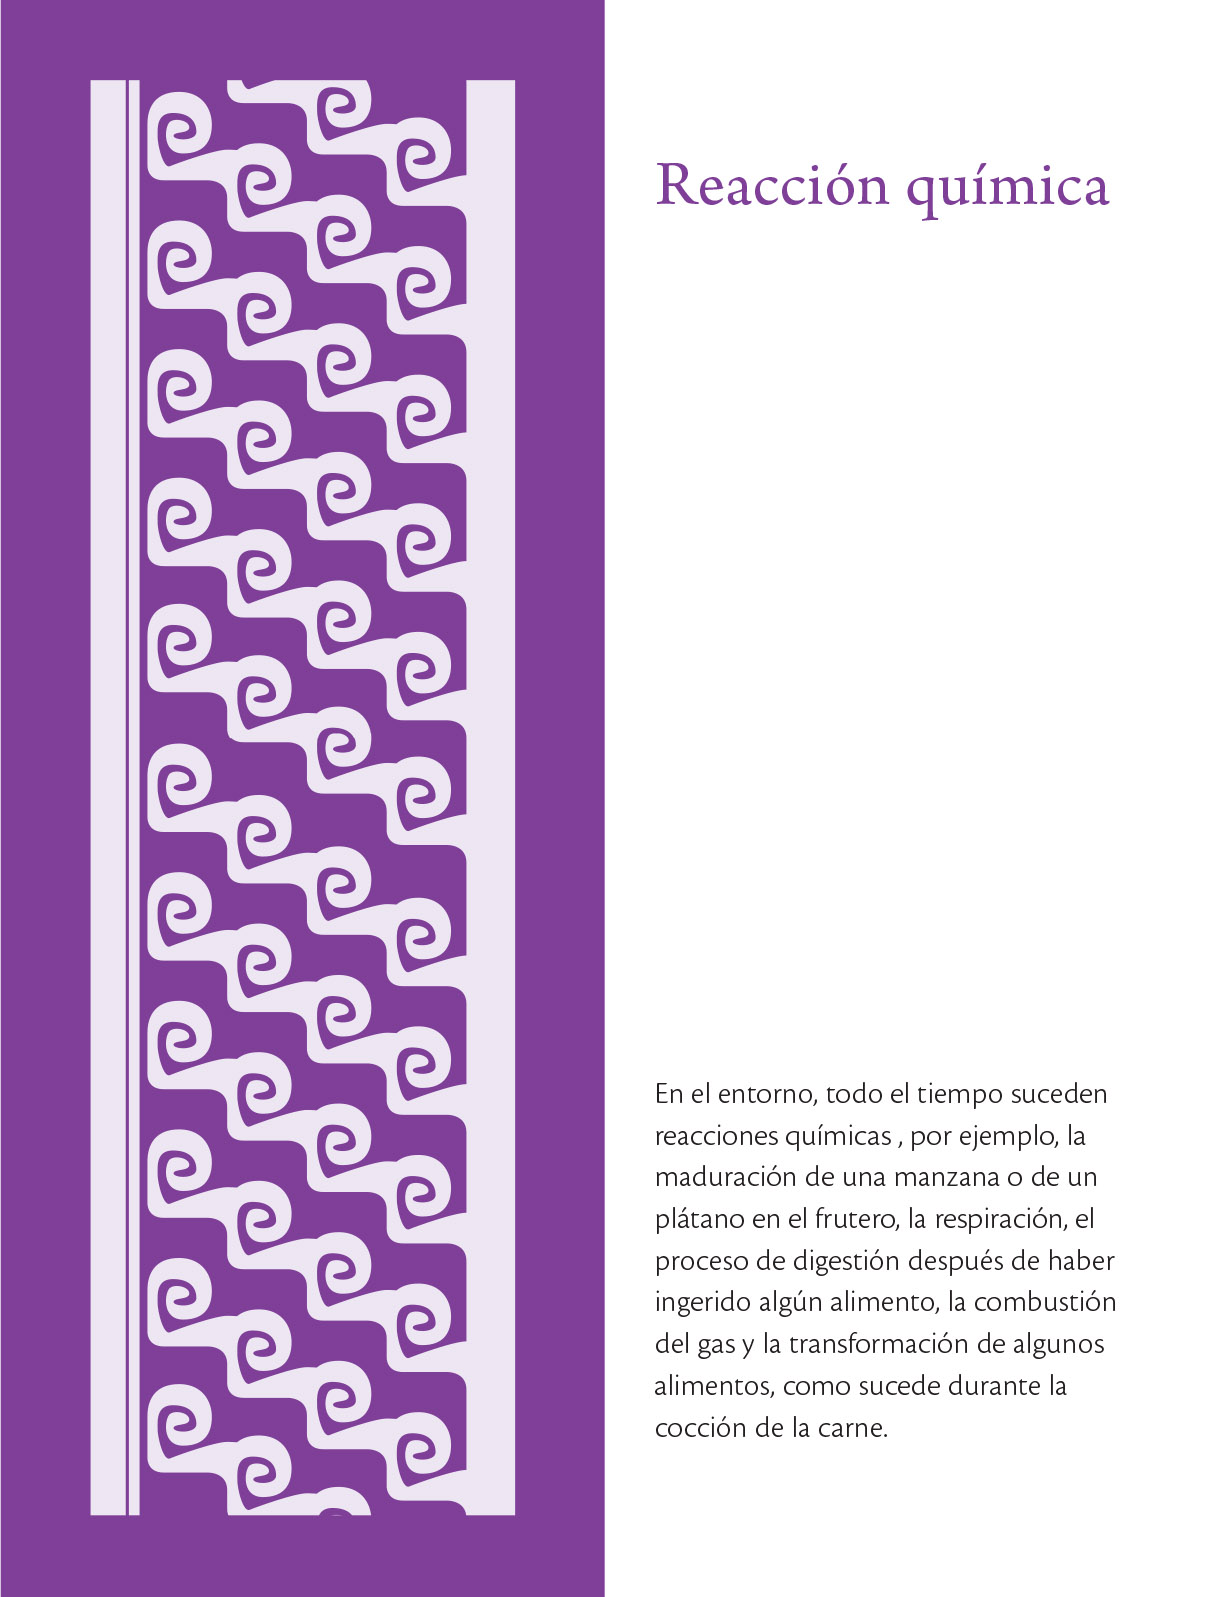 Reacción química
En el entorno, todo el tiempo suceden
reacciones químicas , por ejemplo, la
maduración de una manzana o de un
plátano en el frutero, la respiración, el
proceso de digestión después de haber
ingerido algún alimento, la combustión
del gas y la transformación de algunos
alimentos, como sucede durante la
cocción de la carne.